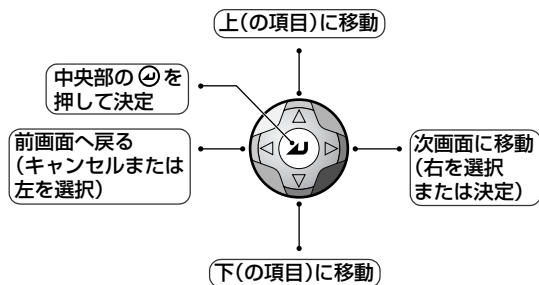 上(の項目)に移動
中央部の を
押して決定
前画面へ戻る
(キャンセルまたは
左を選択)
次画面に移動
(右を選択
または決定)
下(の項目)に移動